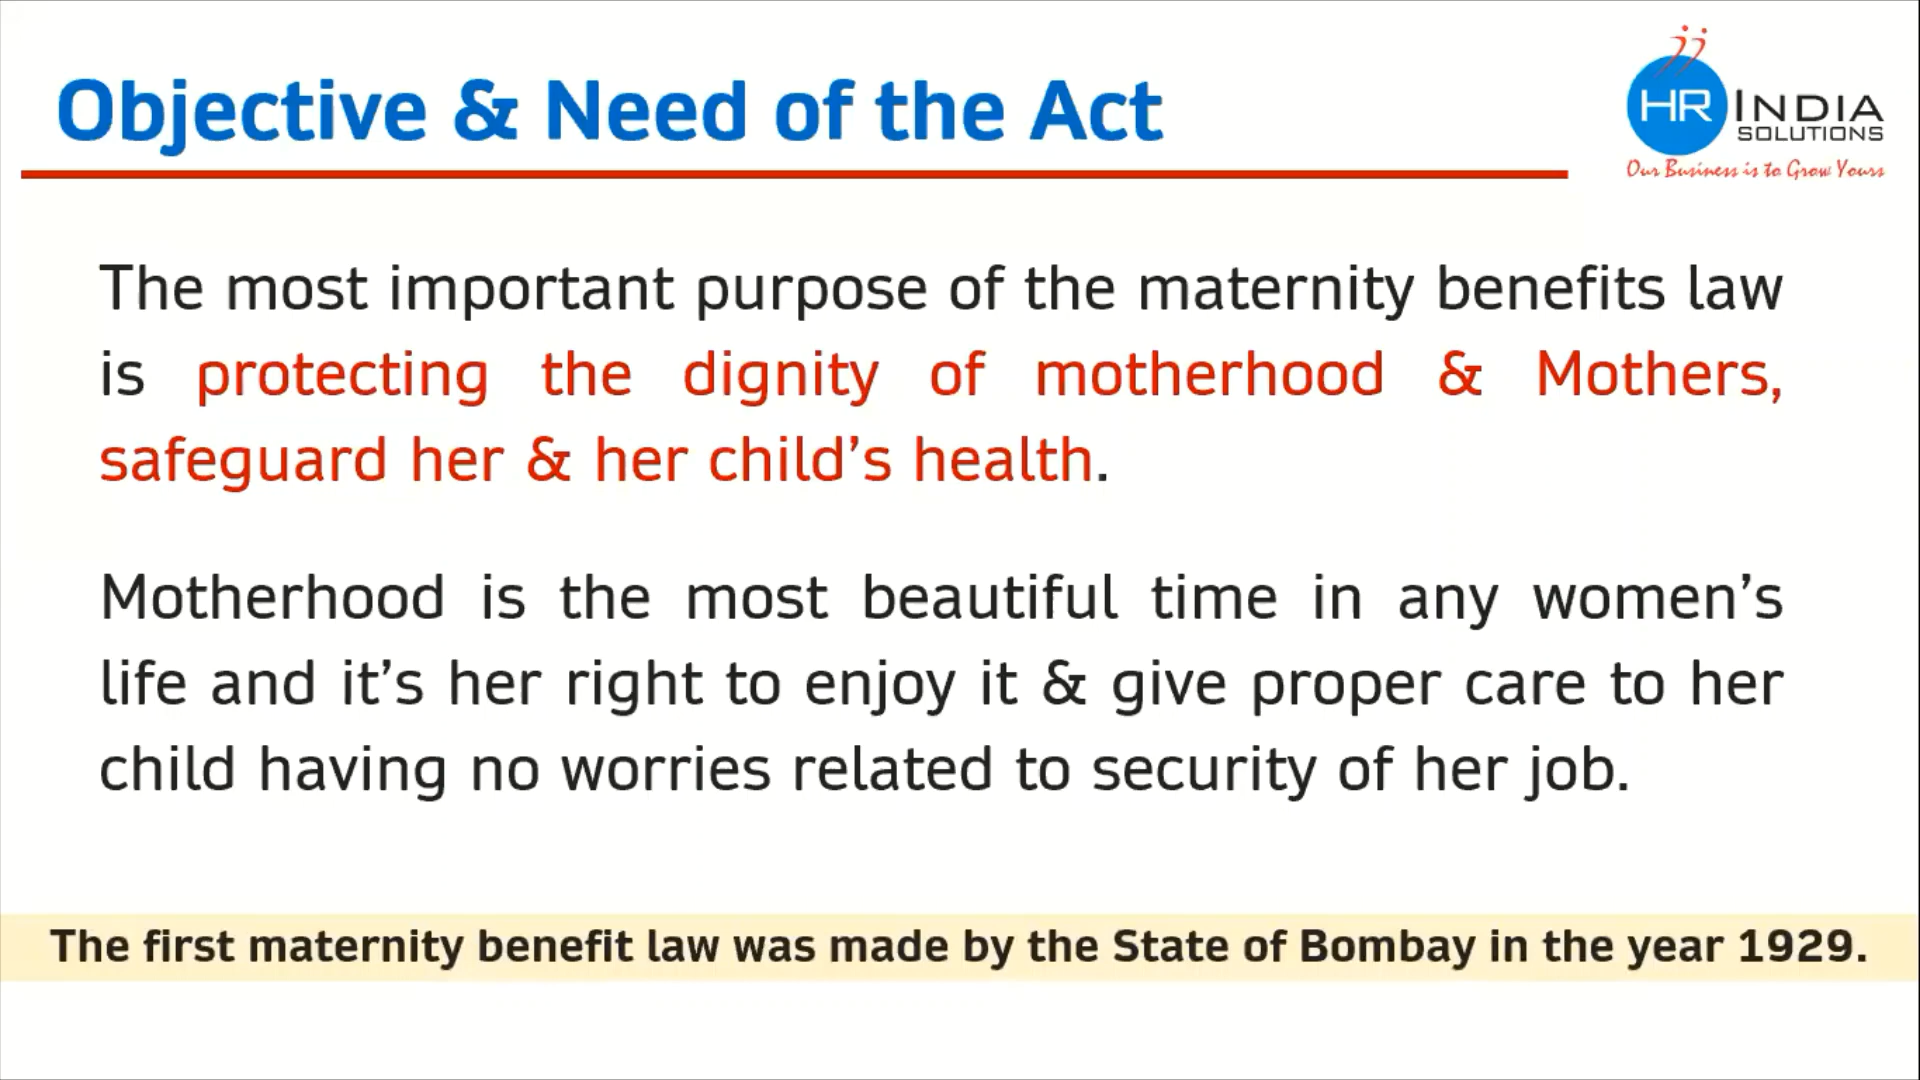 Objective & Need of the Act
HR INDIA
SOLUTIONS
Our Business is to Grow Yours
The most important purpose of the maternity benefits law
is protecting the dignity of motherhood & Mothers,
safeguard her & her child’s health.
Motherhood is the most beautiful time in any women’s
life and it’s her right to enjoy it & give proper care to her
child having no worries related to security of her job.
The first maternity benefit law was made by the State of Bombay in the year 1929.